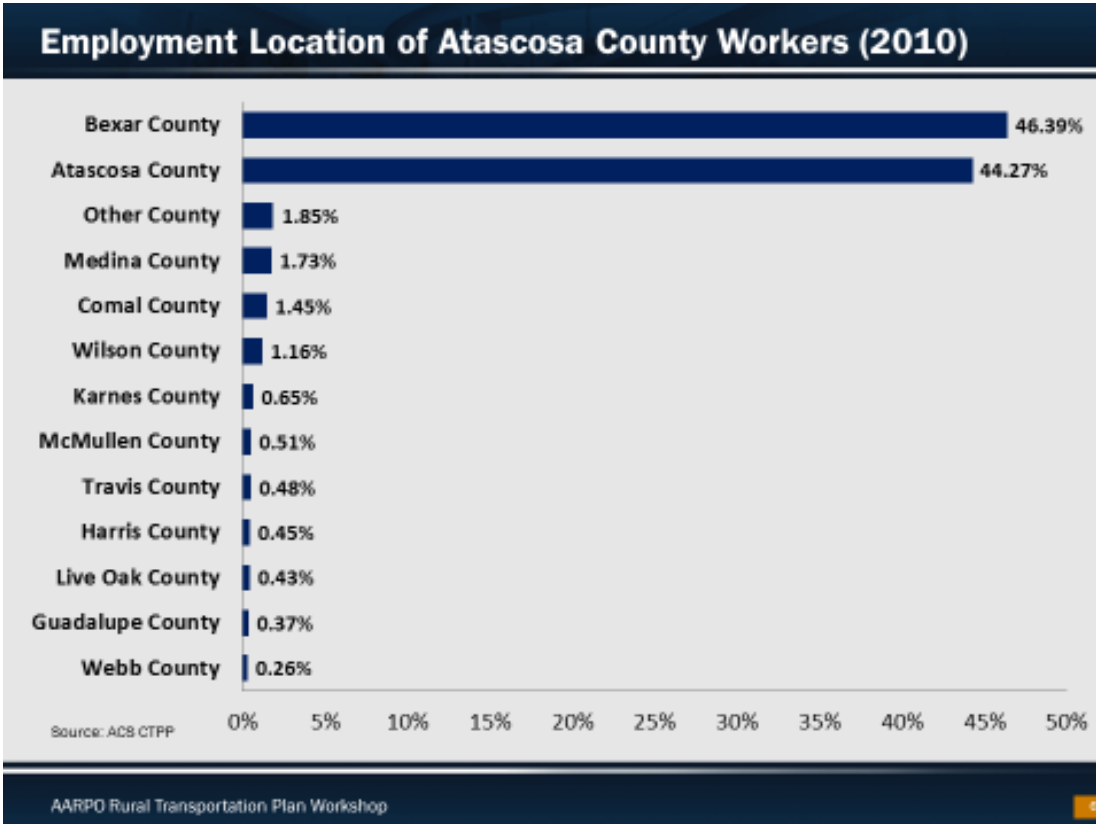 Employment Location of Atascosa County Workers (2010)
Bexar County 46.39%
Atascosa County 44.27%
Other County 1.85%
Medina County 1.73%
Comal County 1.45%
Wilson County 1.16%
Karnes County 0.65%
McMullen County 0.51%
Travis County 0.48%
Harris County 0.45%
Live Oak County 0.43%
Guadalupe County 0.37%
Webb County 0.26%
0% 5% 10% 15% 20% 25% 30% 35% 40% 45% 50%
Source: ACS CTPP
AARPO Rural Transportation Plan Workshop